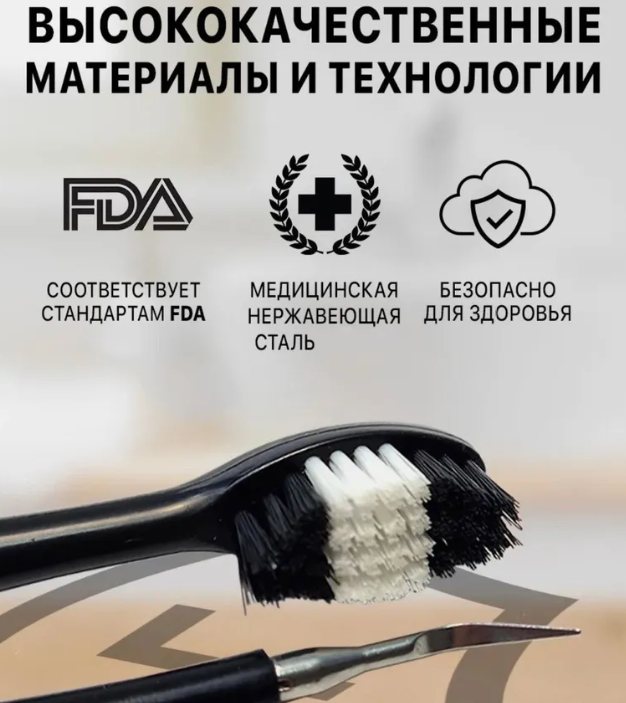 ВЫСОКОКАЧЕСТВЕННЫЕ
МАТЕРИАЛЫ И ТЕХНОЛОГИИ
FDA
СООТВЕТСТВУЕТ
СТАНДАРТАМ FDA
МЕДИЦИНСКАЯ
НЕРЖАВЕЮЩАЯ
СТАЛЬ
БЕЗОПАСНО
ДЛЯ ЗДОРОВЬЯ